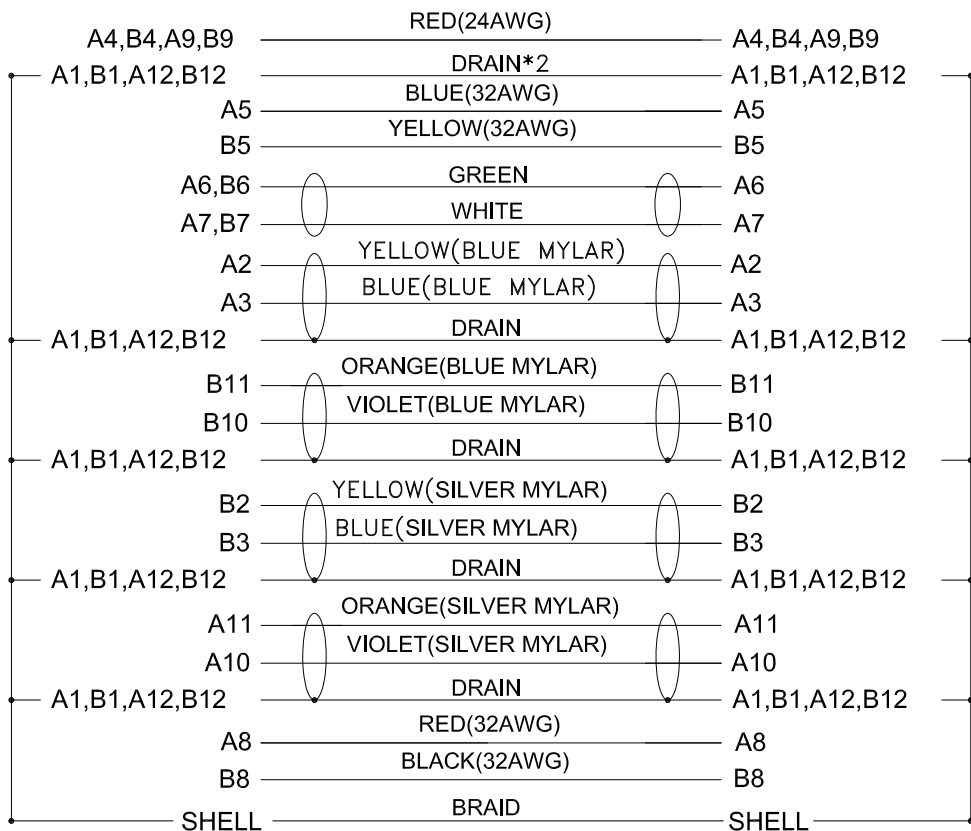 RED(24AWG)
A4,B4,A9,B9 A4,B4,A9,B9
DRAIN*2
A1,B1,A12,B12 A1,B1,A12,B12
BLUE(32AWG)
A5 A5
YELLOW(32AWG)
B5 B5
GREEN
A6,B6 A6
WHITE
A7,B7 A7
YELLOW(BLUE MYLAR)
A2 A2
BLUE(BLUE MYLAR)
A3 A3
DRAIN
A1,B1,A12,B12 A1,B1,A12,B12
ORANGE(BLUE MYLAR)
B11 B11
VIOLET(BLUE MYLAR)
B10 B10
DRAIN
A1,B1,A12,B12 A1,B1,A12,B12
YELLOW(SILVER MYLAR)
B2 B2
BLUE(SILVER MYLAR)
B3 B3
DRAIN
A1,B1,A12,B12 A1,B1,A12,B12
ORANGE(SILVER MYLAR)
A11 A11
VIOLET(SILVER MYLAR)
A10 A10
DRAIN
A1,B1,A12,B12 A1,B1,A12,B12
RED(32AWG)
A8 A8
BLACK(32AWG)
B8 B8
BRAID
SHELL SHELL